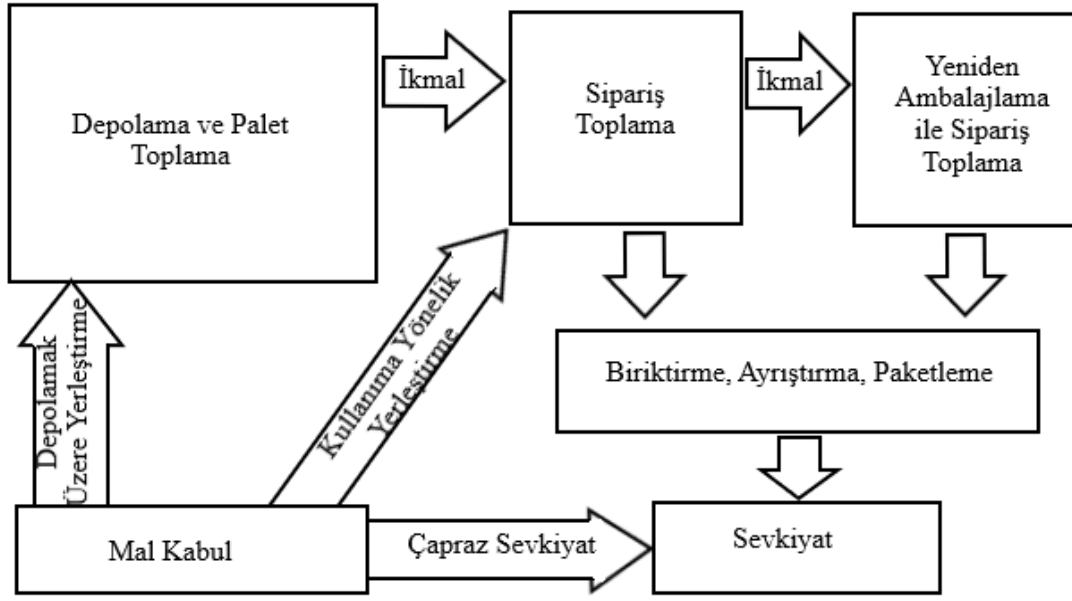 Depolama ve Palet
Toplama
İkmal
Sipariş
Toplama
İkmal
Yeniden
Ambalajlama
ile Sipariş
Toplama
Depolamak
Üzere Yerleştirme
Kullanıma Yönelik
Yerleştirme
Biriktirme, Ayrıştırma, Paketleme
Mal Kabul
Çapraz Sevkiyat
Sevkiyat